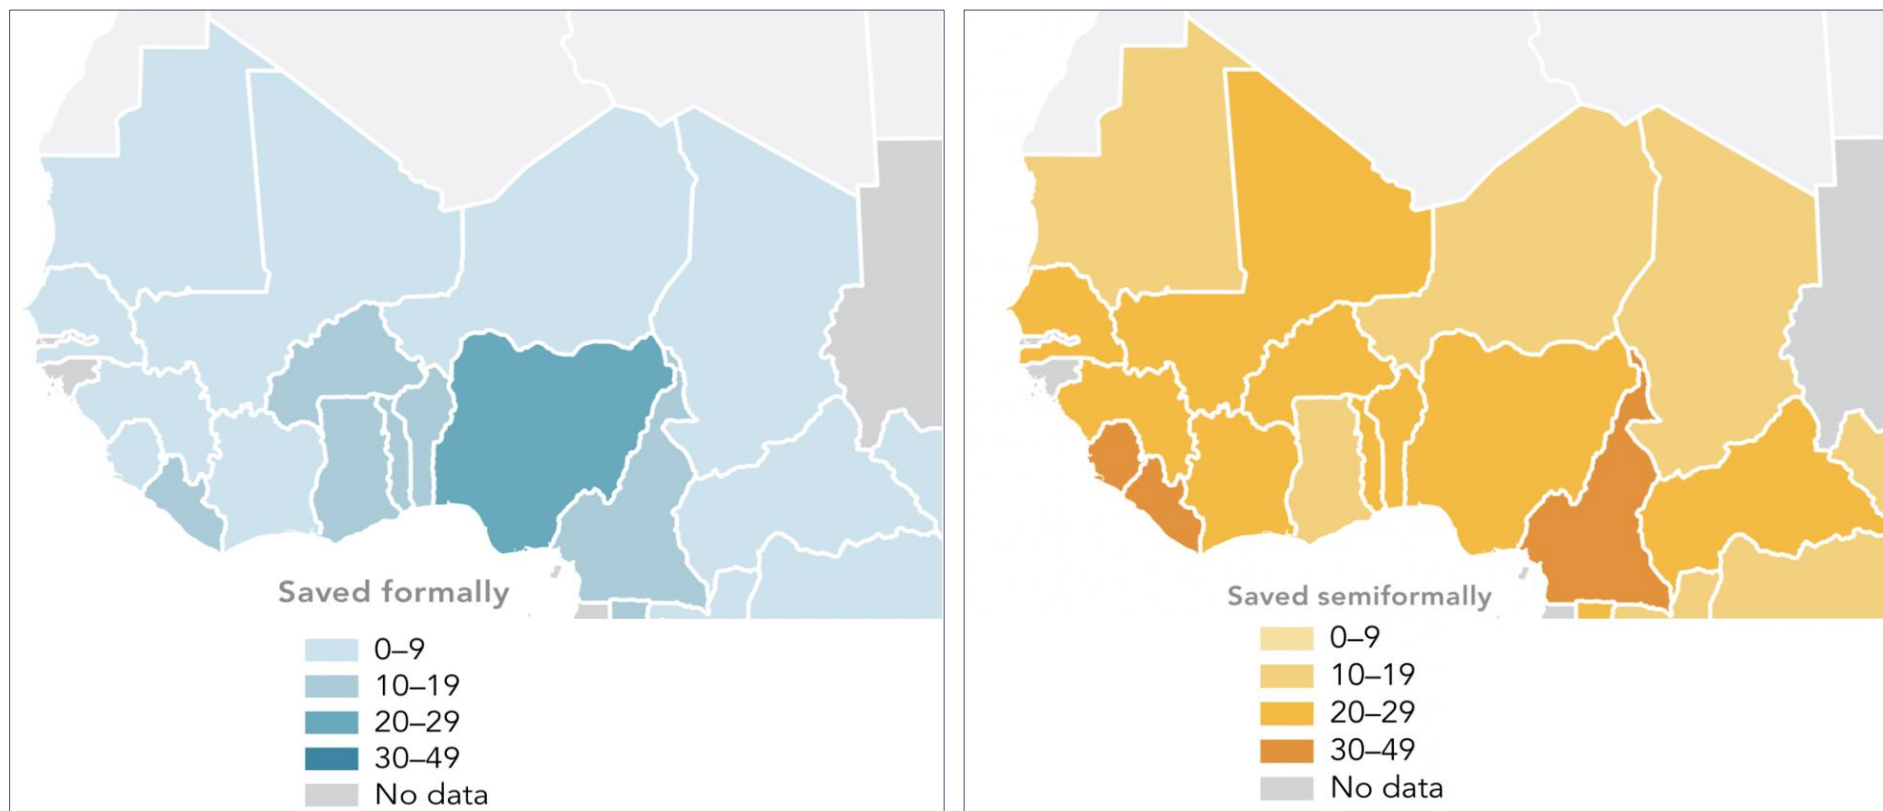 Saved formally
0–9
10–19
20–29
30–49
No data
Saved semiformally
0–9
10–19
20–29
30–49
No data